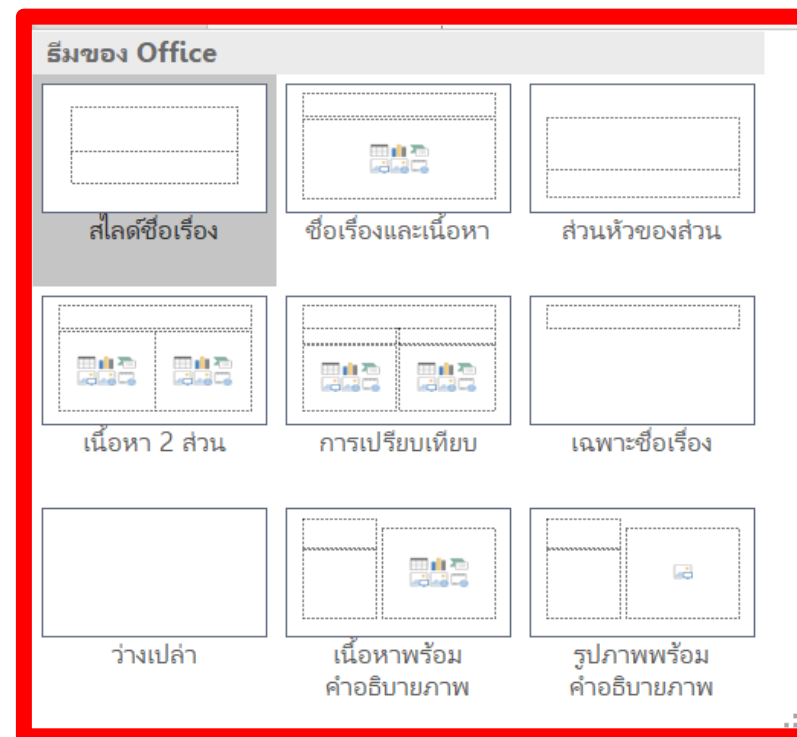 ธีมของ Office
สไลด์ชื่อเรื่อง
ชื่อเรื่องและเนื้อหา
ส่วนหัวของส่วน
เนื้อหา 2 ส่วน
การเปรียบเทียบ
เฉพาะชื่อเรื่อง
ว่างเปล่า
เนื้อหาพร้อม
คำอธิบายภาพ
รูปภาพพร้อม
คำอธิบายภาพ